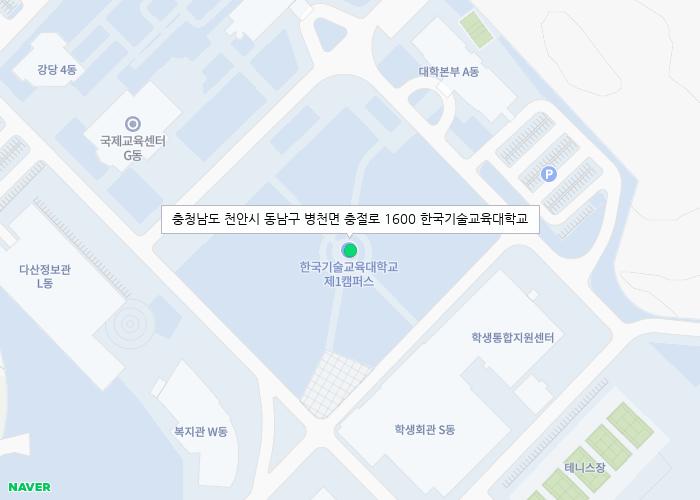 강당 4동
대학본부 A동
국제교육센터
G동
P
충청남도 천안시 동남구 병천면 충절로 1600 한국기술교육대학교
한국기술교육대학교
제1캠퍼스
다산정보관
L동
학생통합지원센터
복지관 W동
학생회관 S동
테니스장
NAVER